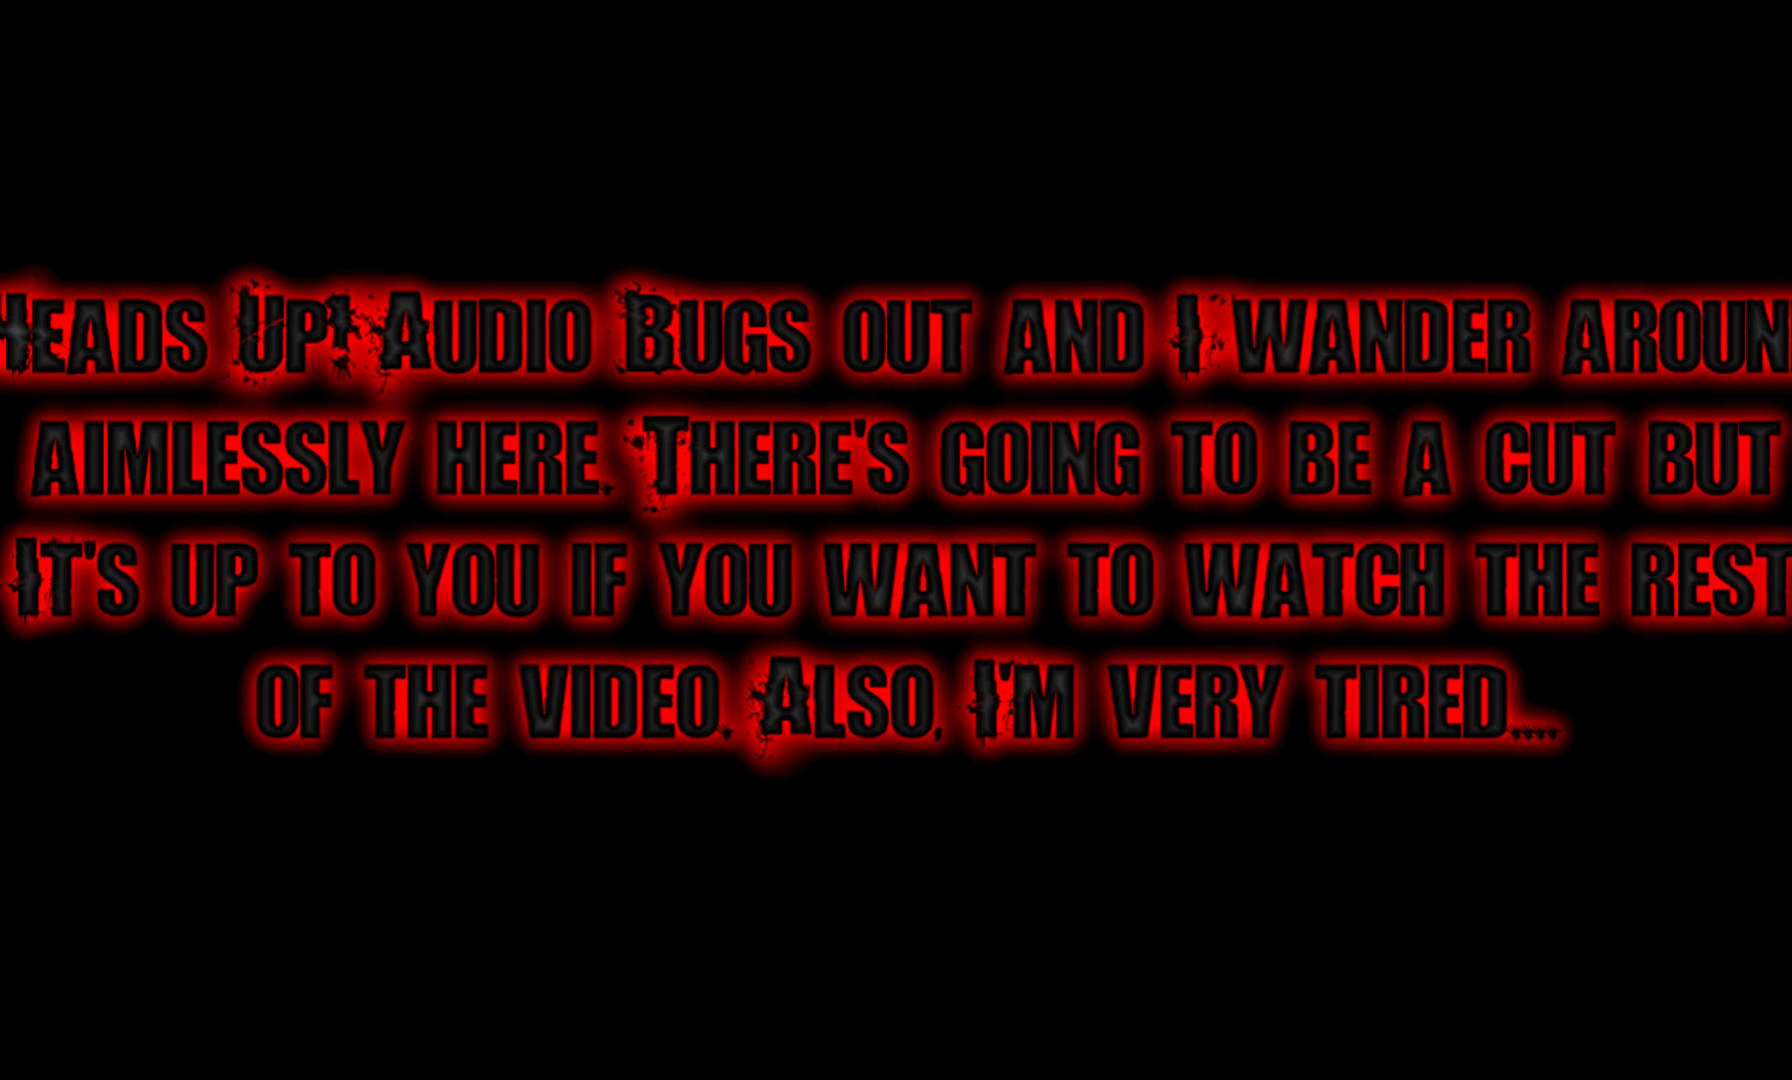 Heads Up! Audio Bugs out and I wander aroun
aimlessly here. There's going to be a cut but
It's up to you if you want to watch the rest
of the video. Also, I'm very tired....